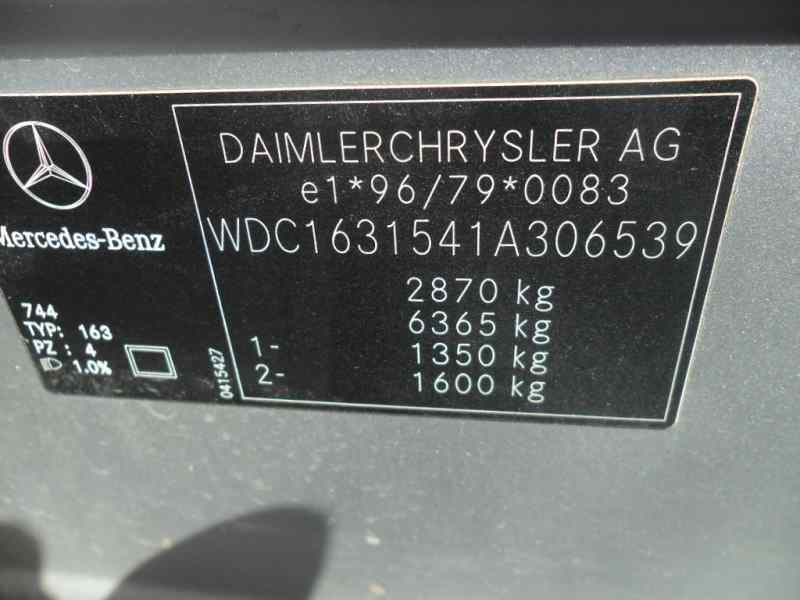 Mercedes-Benz
744
TYP: 163
PZ : 4
1.0%
0415427
DAIMLERCHRYSLER AG
e1*96/79*0083
WDC1631541A306539
2870 kg
6365 kg
1- 1350 kg
2- 1600 kg